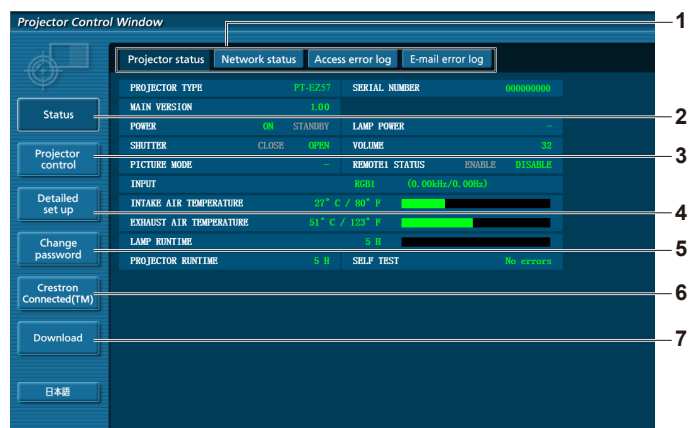 Projector Control Window
1
Projector status Network status Access error log E-mail error log
PROJECTOR TYPE PT-EZ57 SERIAL NUMBER 000000000
MAIN VERSION 1.00
Status
2
POWER ON STANDBY LAMP POWER -
SHUTTER CLOSE OPEN VOLUME 32
Projector
control
3
PICTURE MODE - REMOTE1 STATUS ENABLE DISABLE
INPUT RGB1 (0.00kHz/0.00Hz)
Detailed
set up
4
INTAKE AIR TEMPERATURE 27° C / 80° F
EXHAUST AIR TEMPERATURE 51° C / 123° F
Change
password
5
LAMP RUNTIME 5 H
PROJECTOR RUNTIME 5 H SELF TEST No errors
Crestron
Connected(TM)
6
Download
7
日本語